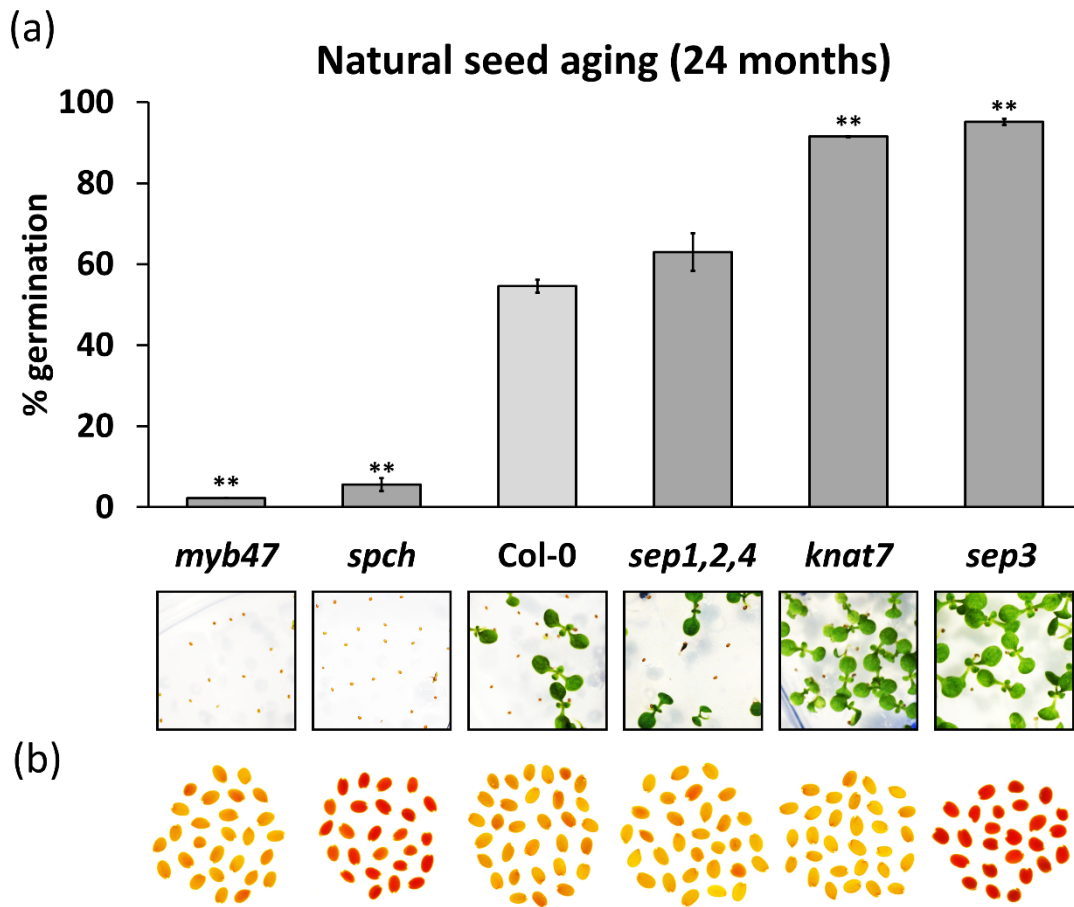 (a)
Natural seed aging (24 months)
% germination
100
80
60
40
20
0
**
**
**
**
myb47 spch Col-0 sep1,2,4 knat7 sep3
(b)